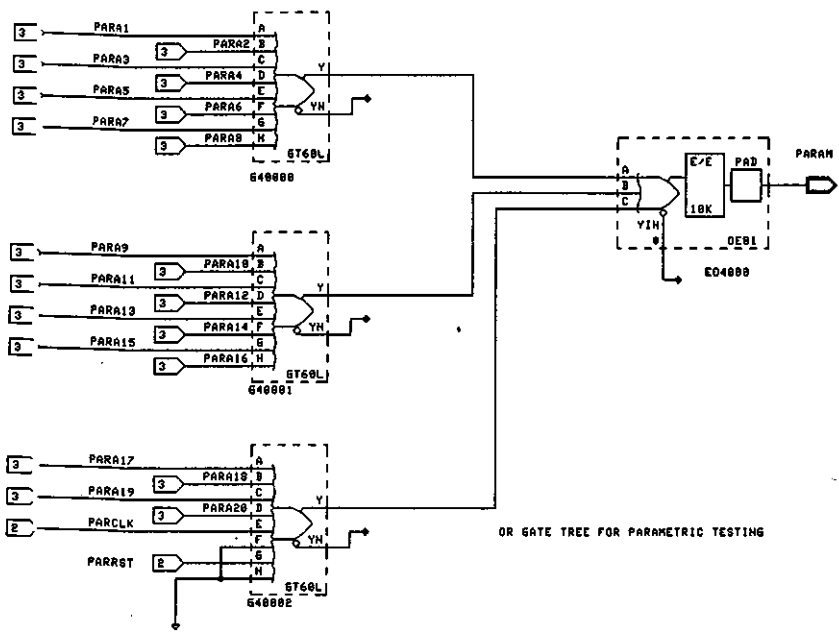 3 PARA1 A
3 PARA2 B
3 PARA3 C
3 PARA4 D Y
3 PARA5 E
3 PARA6 F YN
3 PARA7 G
3 PARA8 H
GT60L
G40000
A E/E PAD PARAM
B
C 10K
YIN 0E01
0
EO4000
3 PARA9 A
3 PARA10 B
3 PARA11 C
3 PARA12 D Y
3 PARA13 E
3 PARA14 F YN
3 PARA15 G
3 PARA16 H
GT60L
G40001
3 PARA17 A
3 PARA18 B
3 PARA19 C
3 PARA20 D Y
2 PARCLK E
F YN
PARRST 2 G
H
GT60L
G40002
OR GATE TREE FOR PARAMETRIC TESTING